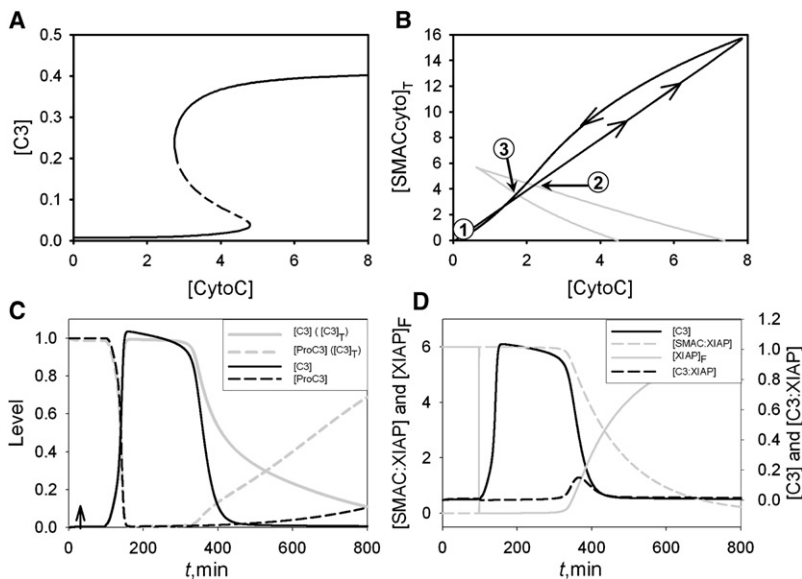 A
0.5
0.4
0.3
0.2
0.1
0.0
[C3]
0 2 4 6 8
[CytoC]
B
16
14
12
10
8
6
4
2
0
[SMACcyto]T
3
2
1
0 2 4 6 8
[CytoC]
C
1.0
0.8
0.6
0.4
0.2
0.0
Level
[C3] ( [C3]T)
[ProC3] ([C3]T)
[C3]
[ProC3]
0 200 400 600 800
t,min
D
[SMAC:XIAP] and [XIAP]F
6
4
2
0
[C3]
[SMAC:XIAP]
[XIAP]F
[C3:XIAP]
1.2
1.0
0.8
0.6
0.4
0.2
0.0
[C3] and [C3:XIAP]
0 200 400 600 800
t,min